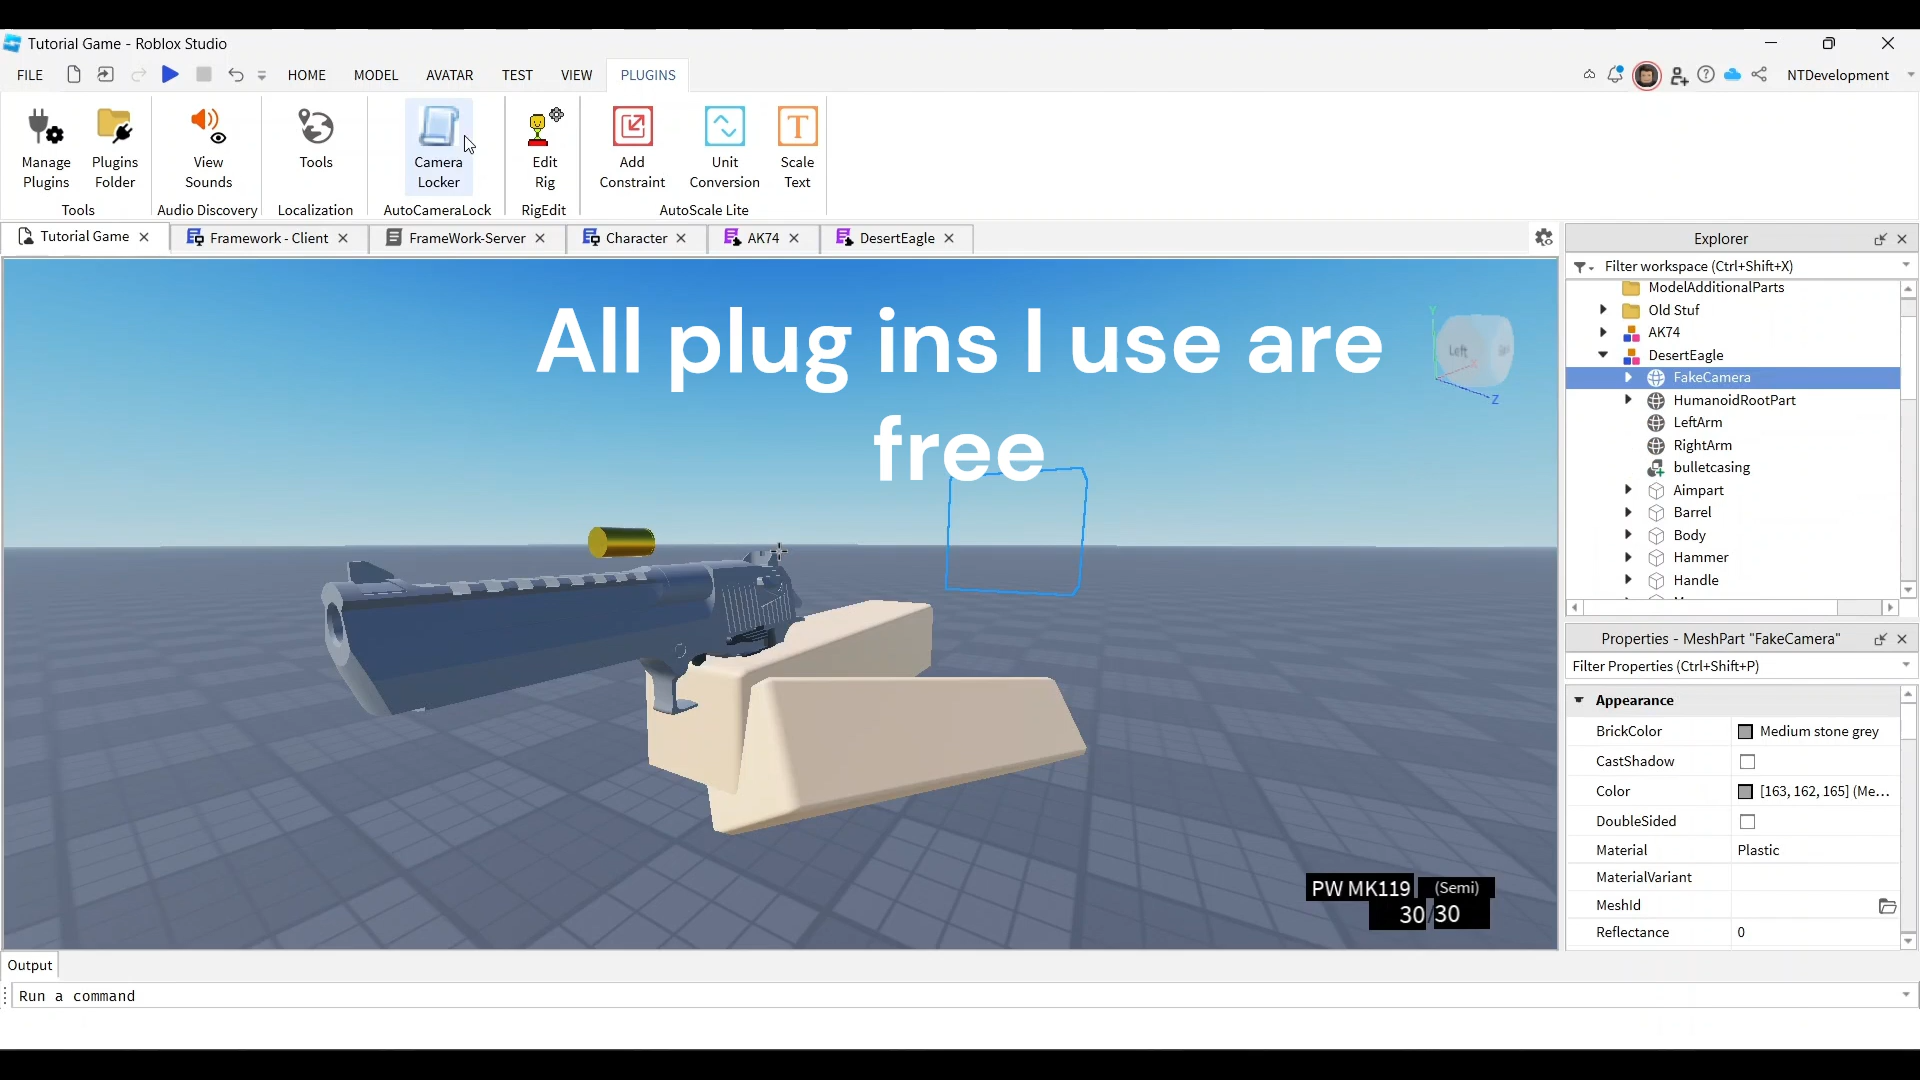 Tutorial Game - Roblox Studio
FILE
HOME
MODEL
AVATAR
TEST
VIEW
PLUGINS
NTDevelopment
Manage
Plugins
Plugins
Folder
View
Sounds
Tools
Camera
Locker
Edit
Rig
Add
Constraint
Unit
Conversion
T
Scale
Text
Tools
Audio Discovery
Localization
AutoCameraLock
RigEdit
AutoScale Lite
Tutorial Game
Framework - Client
FrameWork-Server
Character
AK74
DesertEagle
All plug ins I use are
free
Y
Left
X
Z
PW MK119
(Semi)
30/30
Explorer
Filter workspace (Ctrl+Shift+X)
ModelAdditionalParts
Old Stuf
AK74
DesertEagle
FakeCamera
HumanoidRootPart
LeftArm
RightArm
bulletcasing
Aimpart
Barrel
Body
Hammer
Handle
Properties - MeshPart "FakeCamera"
Filter Properties (Ctrl+Shift+P)
Appearance
BrickColor Medium stone grey
CastShadow
Color [163, 162, 165] (Me...
DoubleSided
Material Plastic
MaterialVariant
MeshId
Reflectance 0
Output
Run a command